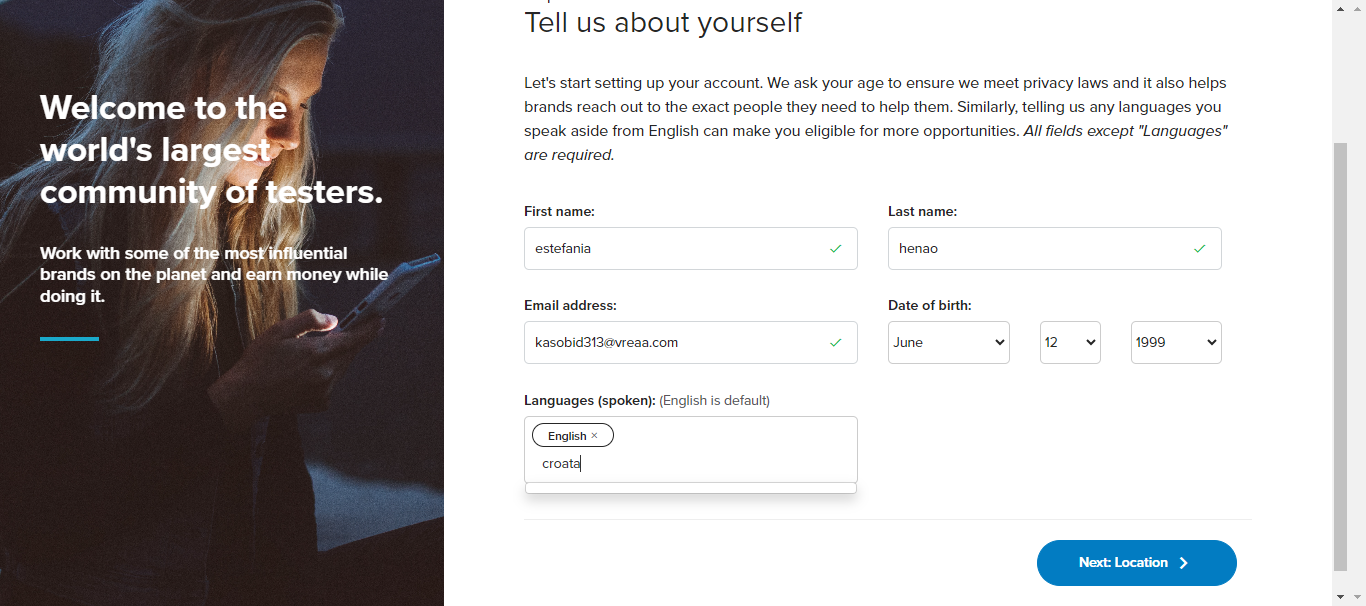 Tell us about yourself
Welcome to the
world's largest
community of testers.
Work with some of the most influential
brands on the planet and earn money while
doing it.
Let's start setting up your account. We ask your age to ensure we meet privacy laws and it also helps
brands reach out to the exact people they need to help them. Similarly, telling us any languages you
speak aside from English can make you eligible for more opportunities. All fields except "Languages"
are required.
First name:
Last name:
estefania
henao
Email address:
Date of birth:
kasobid313@vreaa.com
June
12
1999
Languages (spoken): (English is default)
English ×
croata
Next: Location